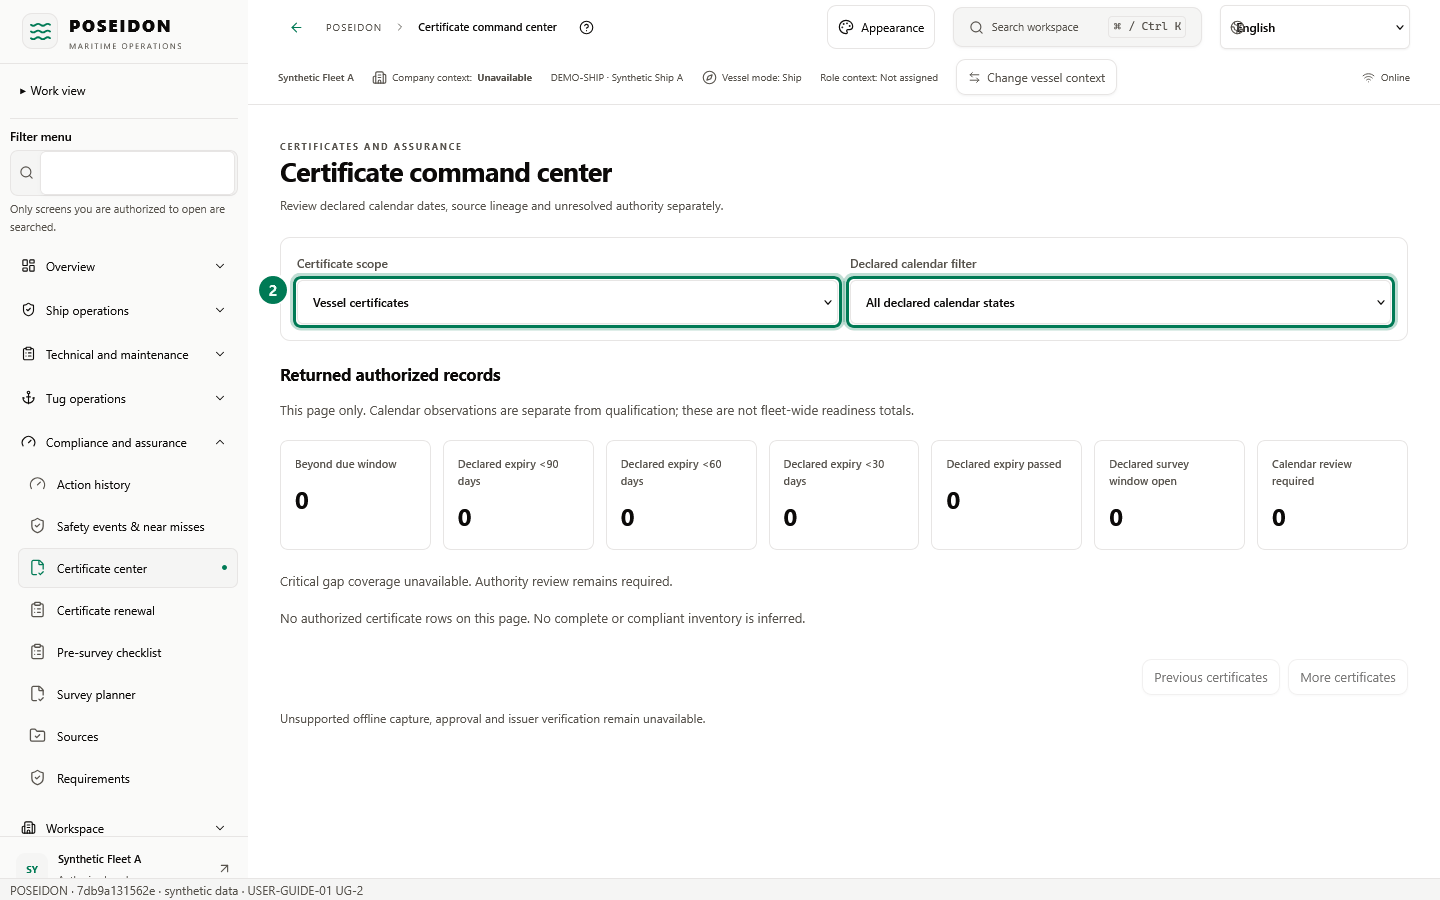 POSEIDON
MARITIME OPERATIONS
Work view
Filter menu
Only screens you are authorized to open are
searched.
Overview
Ship operations
Technical and maintenance
Tug operations
Compliance and assurance
Action history
Safety events & near misses
Certificate center
Certificate renewal
Pre-survey checklist
Survey planner
Sources
Requirements
Workspace
SY
Synthetic Fleet A
POSEIDON
Certificate command center
Appearance
Search workspace
⌘ / Ctrl K
English
Synthetic Fleet A
Company context: Unavailable
DEMO-SHIP · Synthetic Ship A
Vessel mode: Ship
Role context: Not assigned
Change vessel context
Online
CERTIFICATES AND ASSURANCE
Certificate command center
Review declared calendar dates, source lineage and unresolved authority separately.
Certificate scope
Declared calendar filter
2
Vessel certificates
All declared calendar states
Returned authorized records
This page only. Calendar observations are separate from qualification; these are not fleet-wide readiness totals.
Beyond due window
0
Declared expiry <90
days
0
Declared expiry <60
days
0
Declared expiry <30
days
0
Declared expiry passed
0
Declared survey
window open
0
Calendar review
required
0
Critical gap coverage unavailable. Authority review remains required.
No authorized certificate rows on this page. No complete or compliant inventory is inferred.
Previous certificates
More certificates
Unsupported offline capture, approval and issuer verification remain unavailable.
POSEIDON · 7db9a131562e · synthetic data · USER-GUIDE-01 UG-2